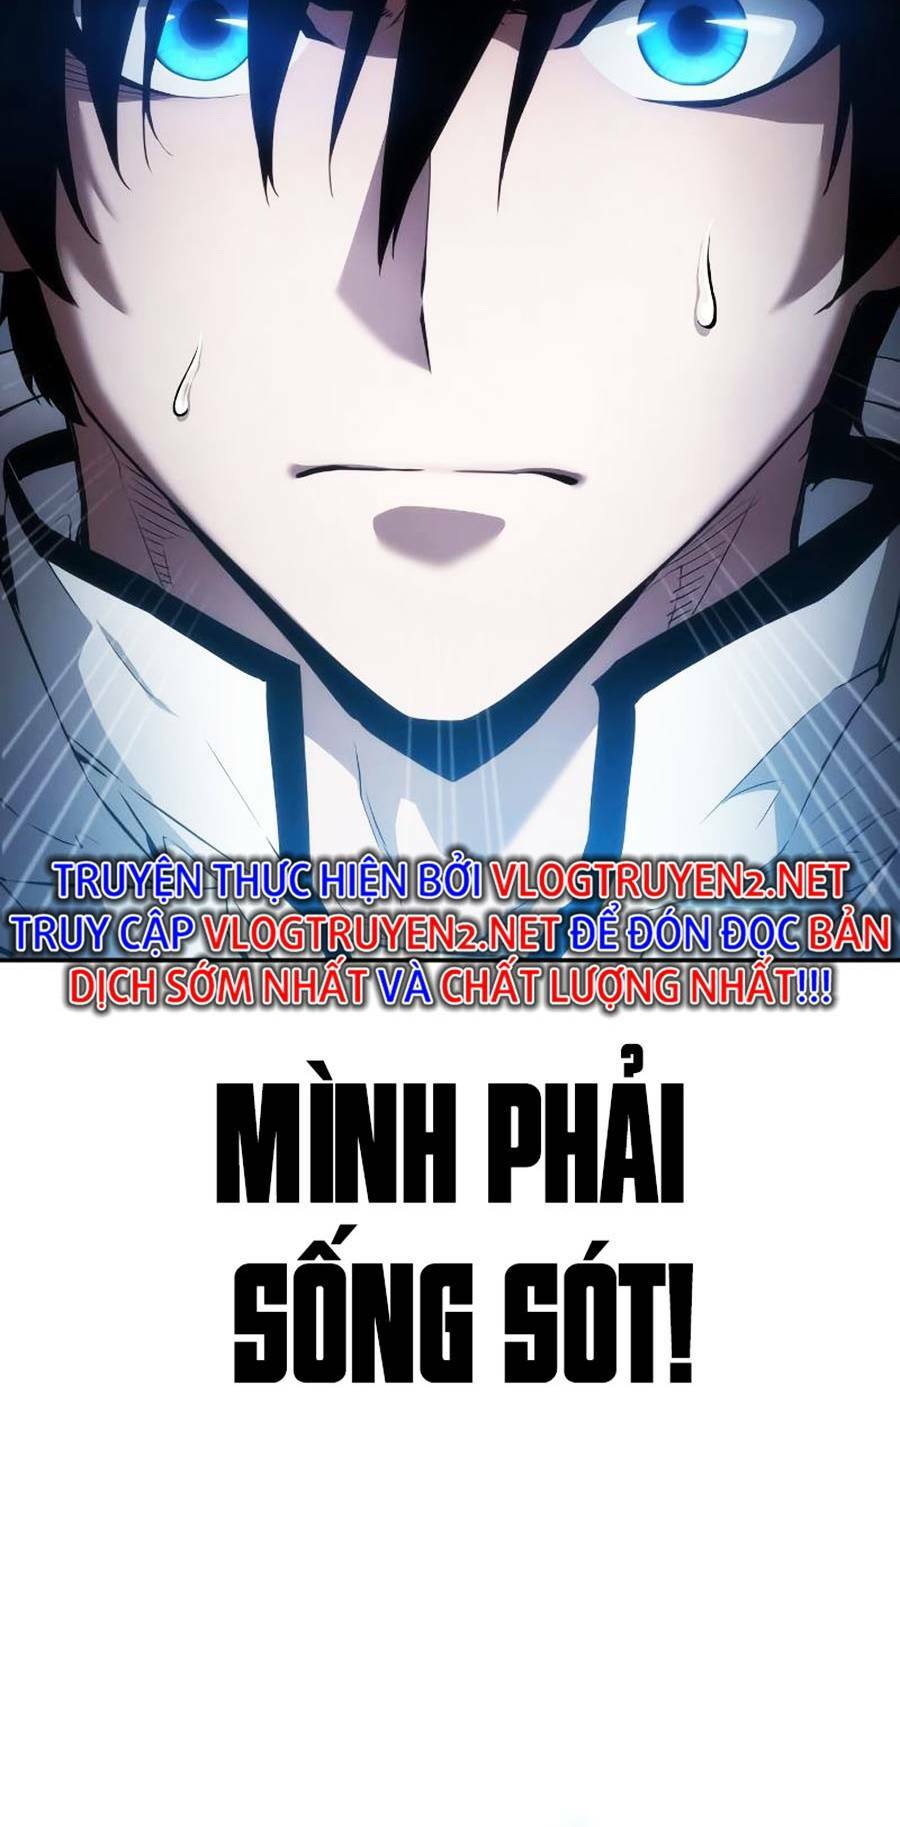 TRUYỆN THỰC HIỆN BỞI VLOGTRUYEN2.NET
TRUY CẬP VLOGTRUYEN2.NET ĐỂ ĐÓN ĐỌC BẢN
DỊCH SỚM NHẤT VÀ CHẤT LƯỢNG NHẤT!!!
MÌNH PHẢI
SỐNG SÓT!